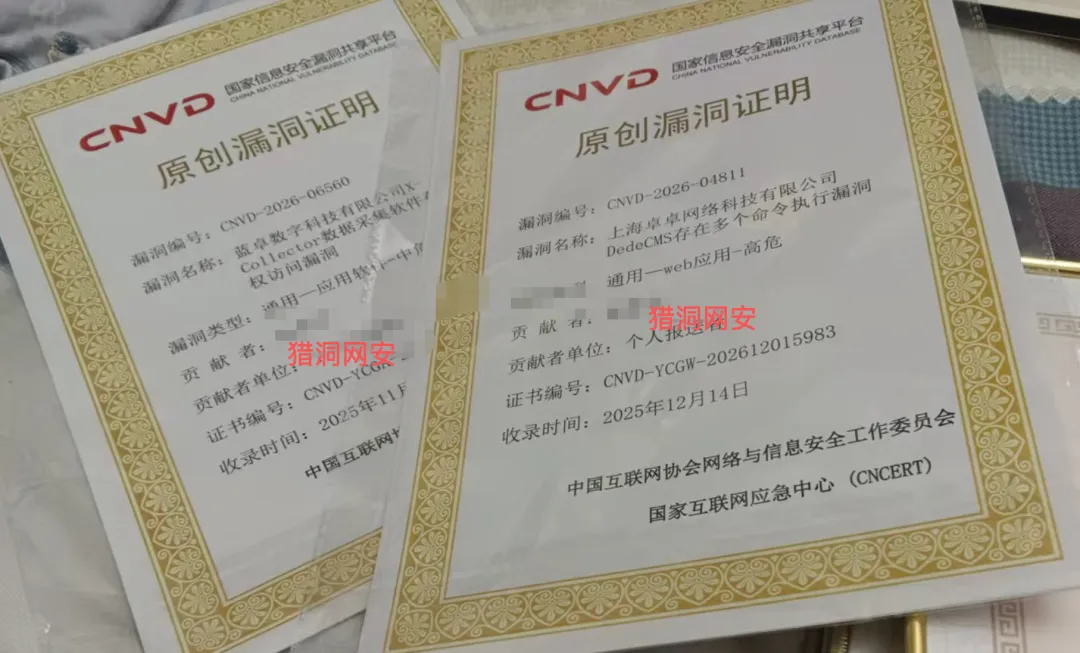 CNVD 国家信息安全漏洞共享平台
CHINA NATIONAL VULNERABILITY DATABASE
原创漏洞证明
漏洞编号: CNVD-2026-06560
漏洞名称: 蓝卓数字科技有限公司X-
Collector数据采集软件存
权访问漏洞
漏洞类型: 通用—应用软件-中危
贡 献 者:
猎洞网安
贡献者单位:
证书编号: CNVD-YCGW-
收录时间: 2025年11月
中国互联网协
CNVD 国家信息安全漏洞共享平台
CHINA NATIONAL VULNERABILITY DATABASE
原创漏洞证明
漏洞编号: CNVD-2026-04811
漏洞名称: 上海卓卓网络科技有限公司
DedeCMS存在多个命令执行漏洞
通用—web应用-高危
贡 献 者:
猎洞网安
贡献者单位: 个人报送者
证书编号: CNVD-YCGW-202612015983
收录时间: 2025年12月14日
中国互联网协会网络与信息安全工作委员会
国家互联网应急中心 (CNCERT)